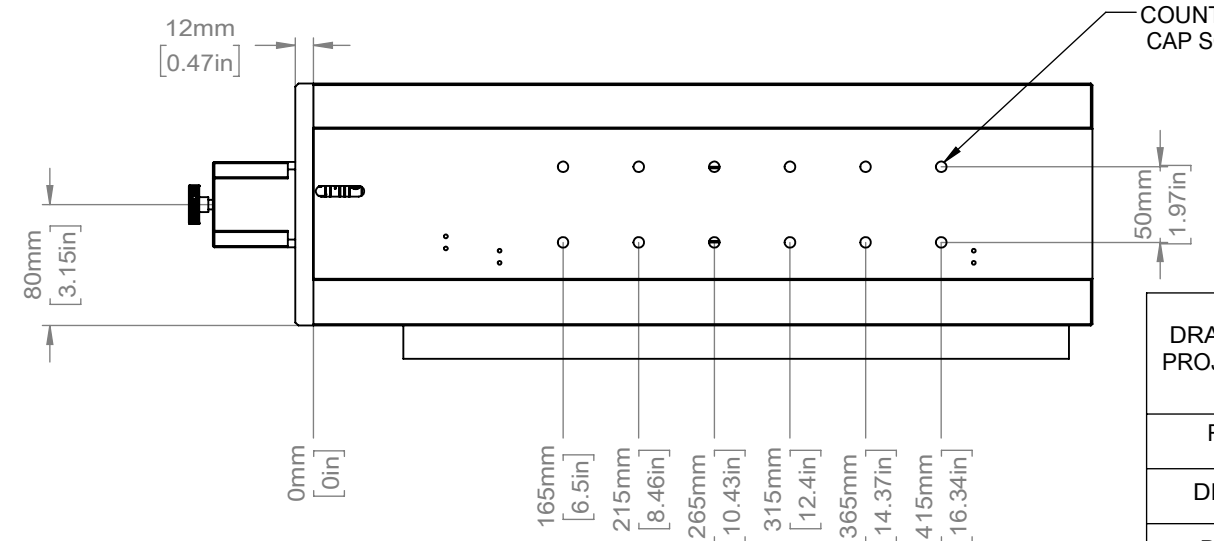 12mm
[0.47in]
CAP S
80mm
[3.15in]
50mm
[1.97in]
0mm
[0in]
165mm
[6.5in]
215mm
[8.46in]
265mm
10.43in
315mm
[12.4in]
365mm
14.37in
415mm
16.34in
COUNT
DRA
PROJ
DI